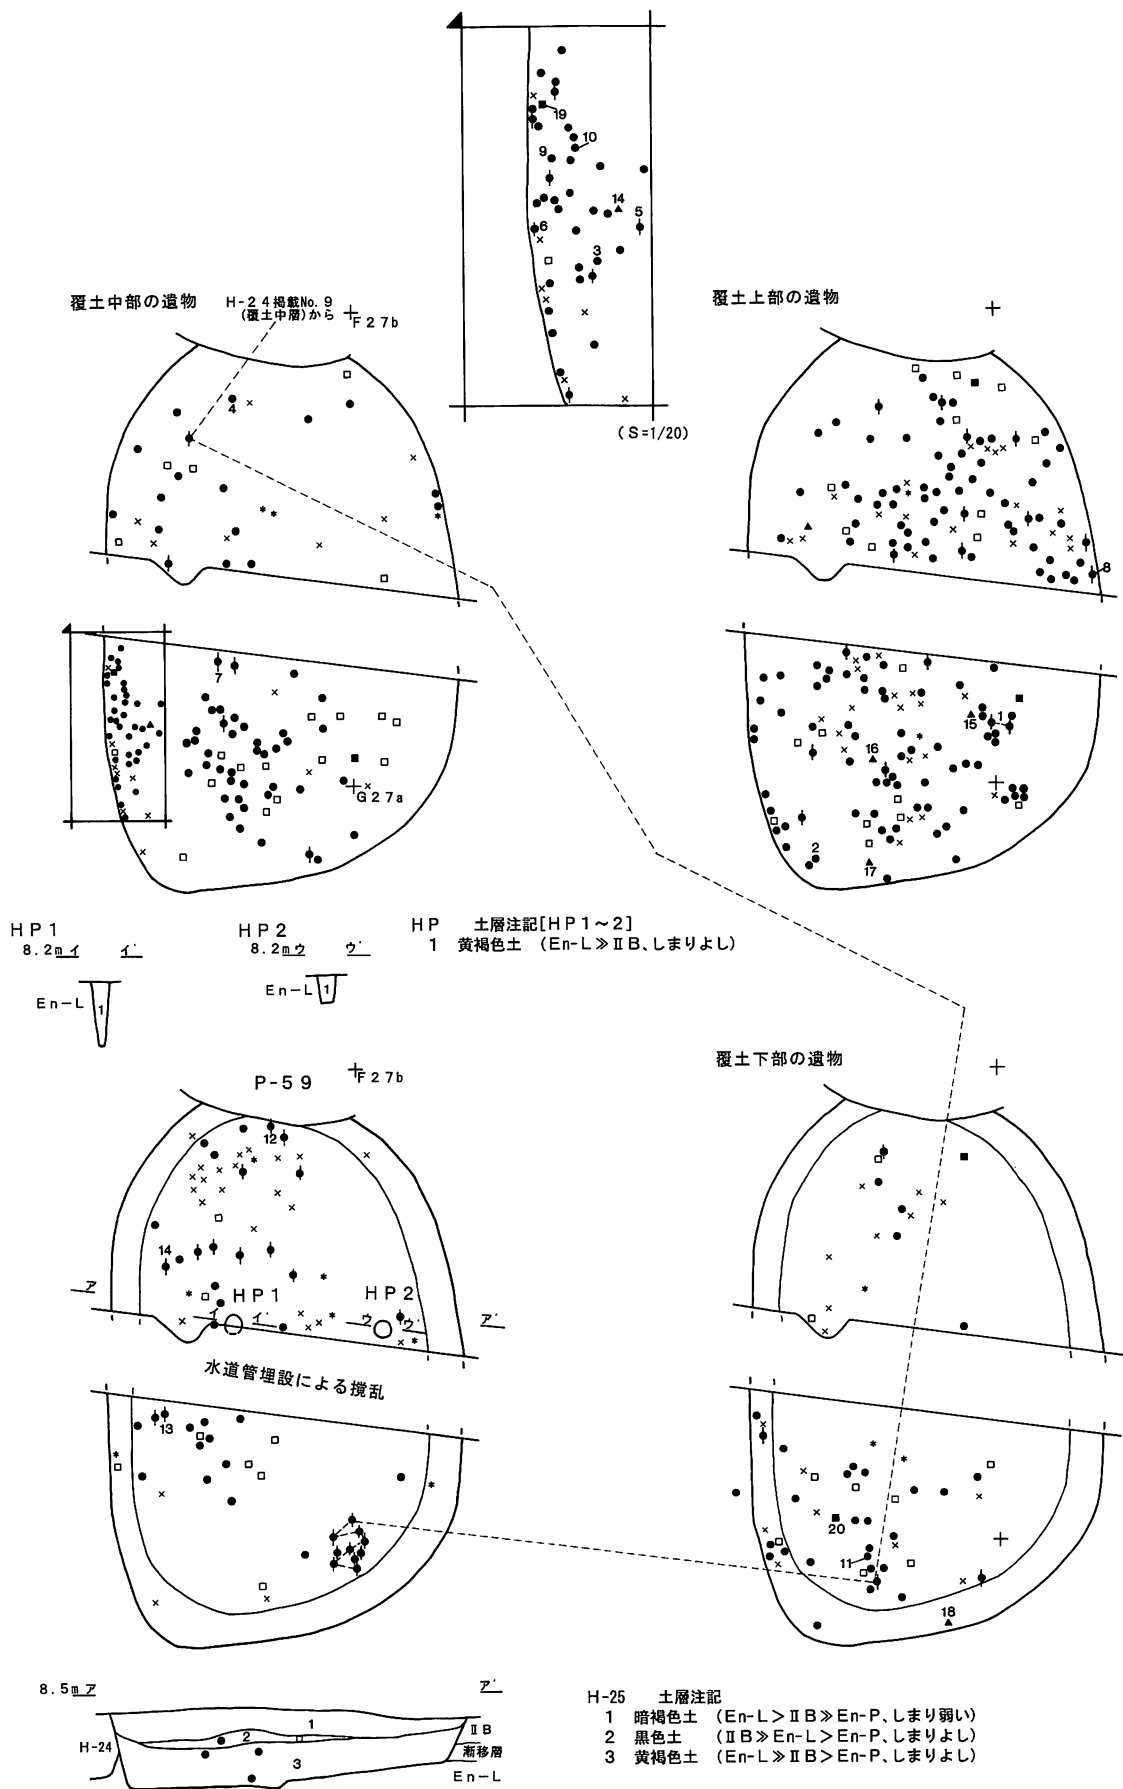 19
10
9
14
5
6
3
(S=1/20)
覆土中部の遺物
H-24掲載No.9
(覆土中層)から
F27b
覆土上部の遺物
4
8
7
G27a
15
1
16
2
17
HP1
8.2mイ イ'
En-L
1
HP2
8.2mウ ウ'
En-L
1
HP 土層注記[HP1~2]
1 黄褐色土 (En-L≫ⅡB、しまりよし)
P-59
F27b
覆土下部の遺物
12
14
HP1
HP2
ア
イ イ'
ウ ウ'
ア'
水道管埋設による撹乱
13
20
11
18
8.5mア
ア'
H-24
1
2
3
ⅡB
漸移層
En-L
H-25 土層注記
1 暗褐色土 (En-L>ⅡB≫En-P、しまり弱い)
2 黒色土 (ⅡB≫En-L>En-P、しまりよし)
3 黄褐色土 (En-L≫ⅡB>En-P、しまりよし)